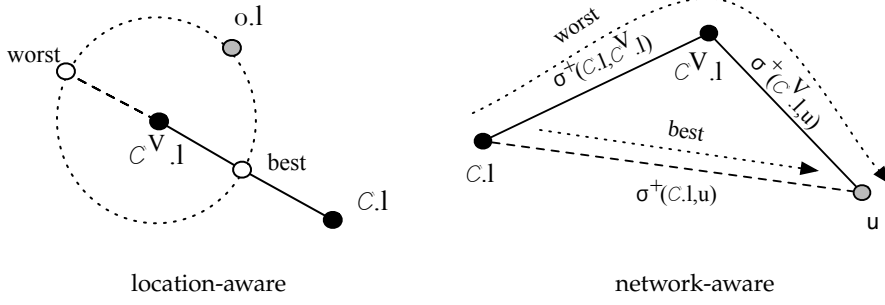 o.l
worst
C^V.l
best
C.l
location-aware
worst
σ^+(C.l,C^V.l)
C^V.l
σ^+(C^V.l,u)
best
C.l
σ^+(C.l,u)
u
network-aware